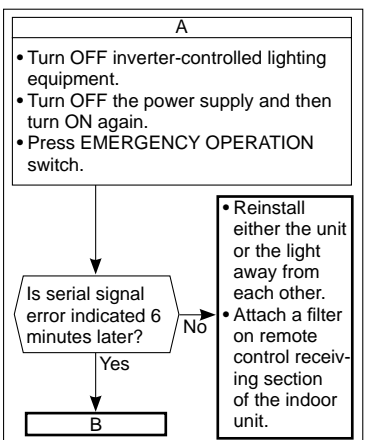 A
• Turn OFF inverter-controlled lighting
equipment.
• Turn OFF the power supply and then
turn ON again.
• Press EMERGENCY OPERATION
switch.
• Reinstall
either the unit
or the light
away from
each other.
• Attach a filter
on remote
control receiv-
ing section
of the indoor
unit.
Is serial signal
error indicated 6
minutes later?
No
Yes
B